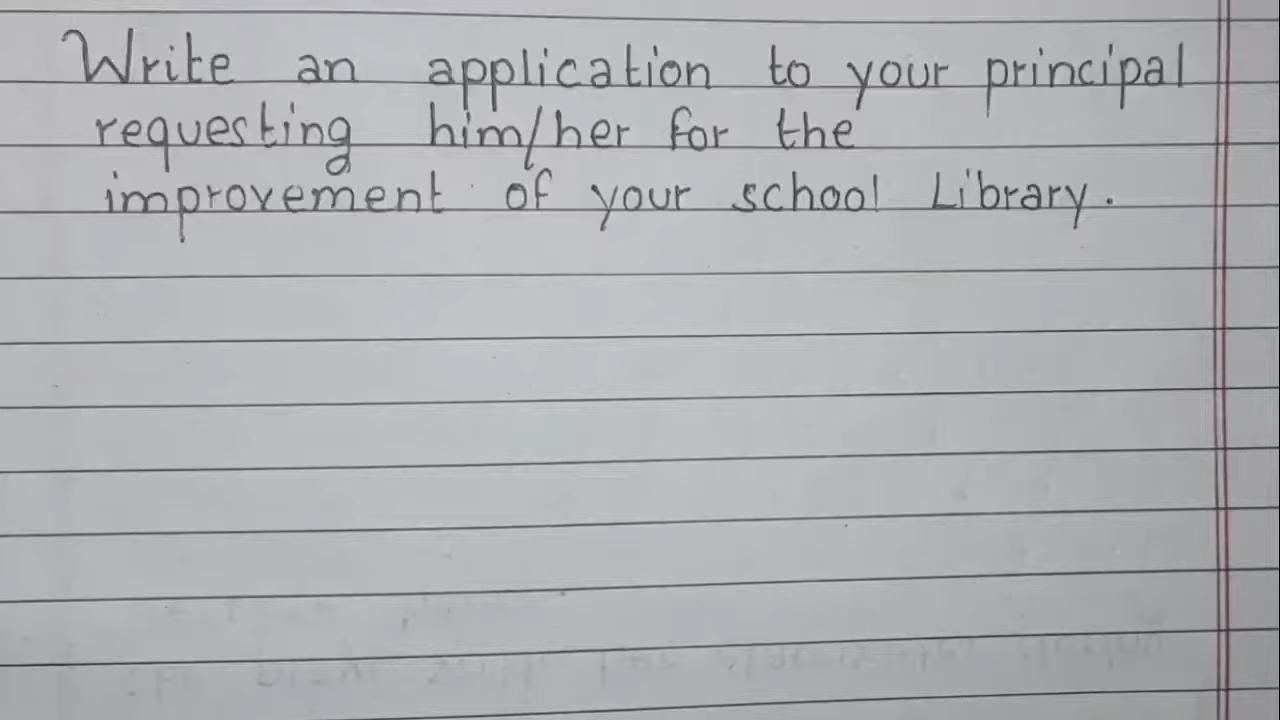 Write an application to your principal
requesting him/her for the
improvement of your school Library.